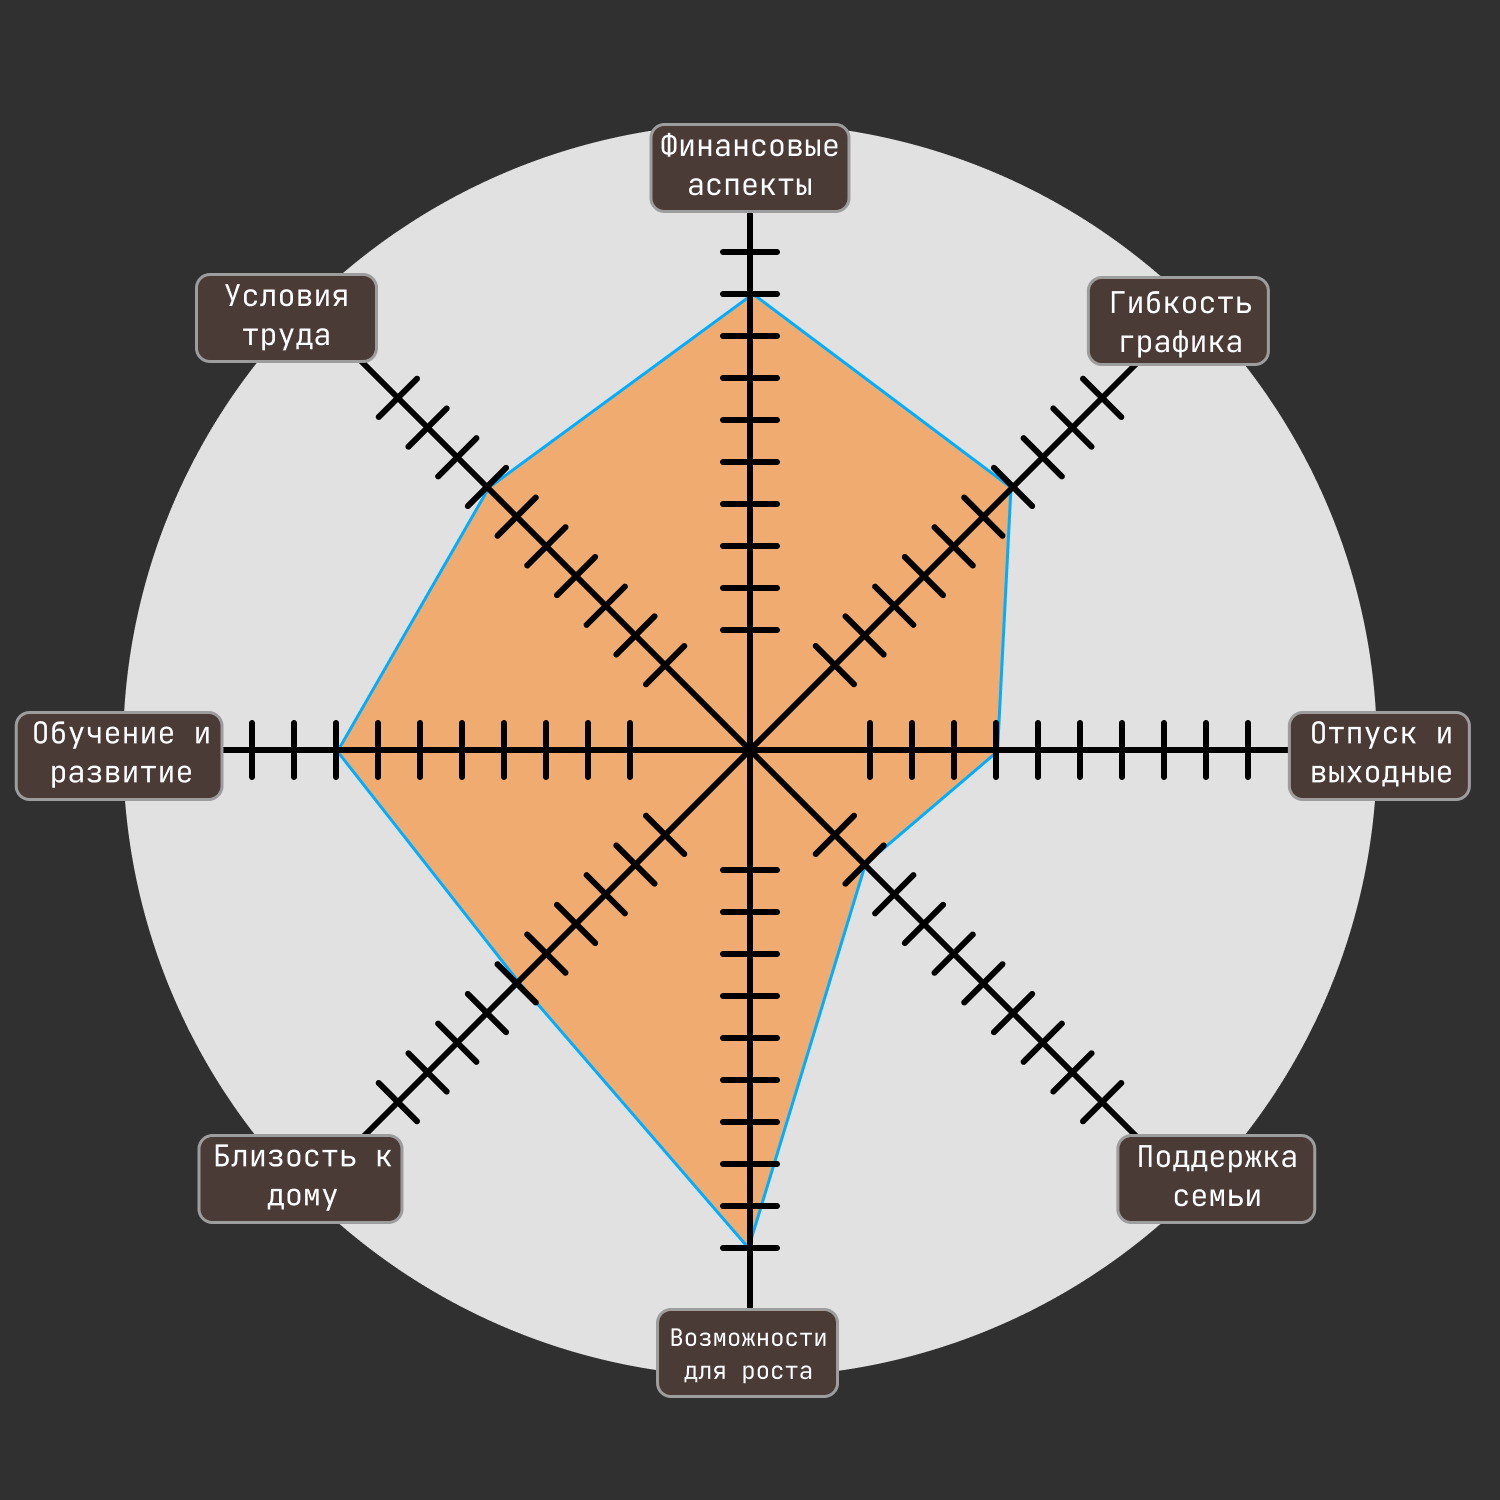 Финансовые
аспекты
Условия
труда
Гибкость
графика
Обучение и
развитие
Отпуск и
выходные
Близость к
дому
Поддержка
семьи
Возможности
для роста